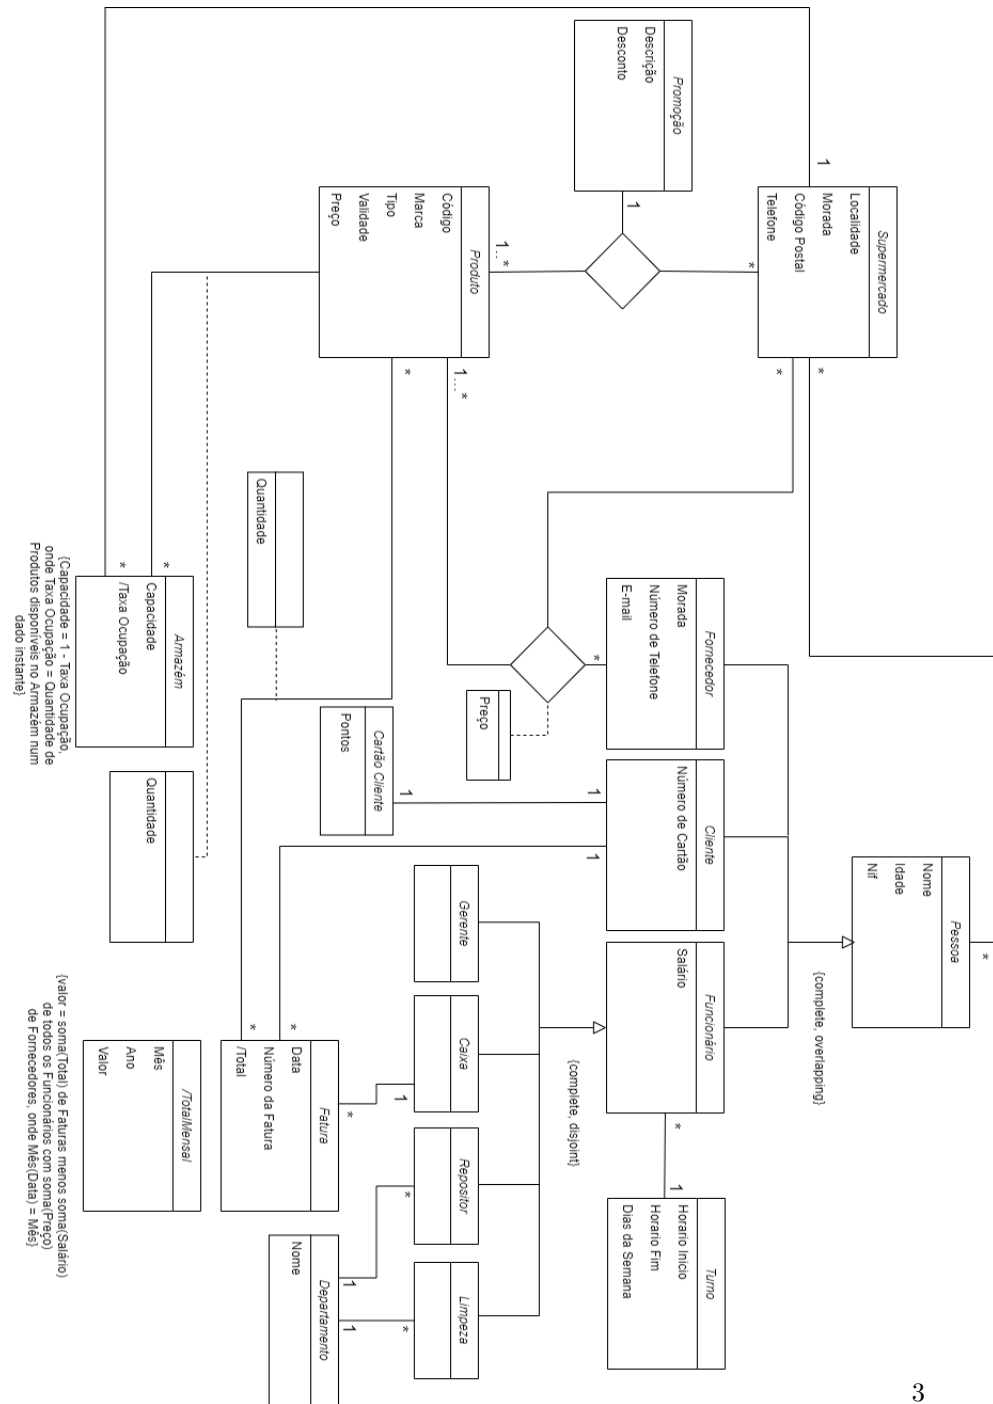 Promoção
Descrição
Desconto
1
Supermercado
Localidade
Morada
Código Postal
Telefone
1
*
*
*
Produto
Código
Marca
Tipo
Validade
Preço
1.. *
1... *
*
Quantidade
Armazém
Capacidade
/Taxa Ocupação
*
*
{Capacidade = 1 - Taxa Ocupação,
onde Taxa Ocupação = Quantidade de
Produtos disponíveis no Armazém num
dado instante}
Quantidade
Fornecedor
Morada
Número de Telefone
E-mail
*
Preço
Cartão Cliente
Pontos
1
Cliente
Número de Cartão
1
1
Pessoa
Nome
Idade
Nif
*
{complete, overlapping}
Funcionário
Salário
*
{complete, disjoint}
Turno
Horario Inicio
Horario Fim
Dias da Semana
1
Gerente
Caixa
1
Repositor
*
Limpeza
*
Fatura
Data
Número da Fatura
/Total
*
*
*
Departamento
Nome
1
1
/TotalMensal
Mês
Ano
Valor
{valor = soma(Total) de Faturas menos soma(Salário)
de todos os Funcionários com soma(Preço)
de Fornecedores, onde Mês(Data) = Mês}
3